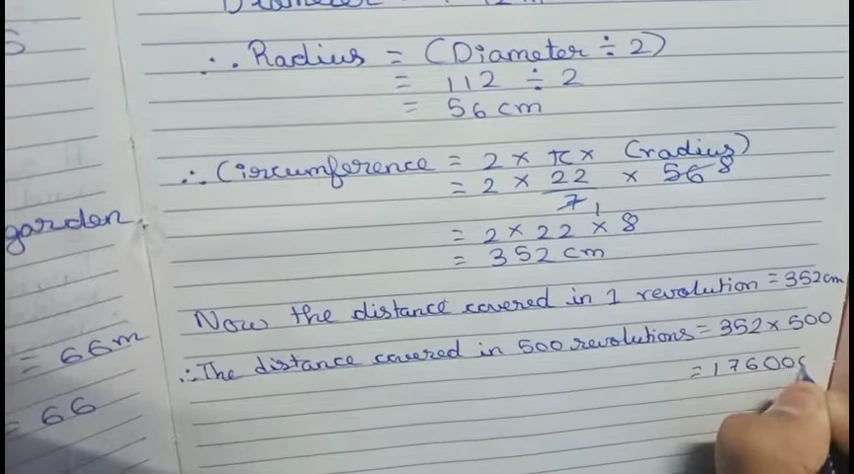 s
garden
= 66m
= 66
Diameter
∴ Radius = (Diameter ÷ 2)
= 112 ÷ 2
= 56 cm
∴ Circumference = 2 × π × (radius)
= 2 × 22/7 1 × 56 8
= 2 × 22 × 8
= 352 cm
Now the distance covered in 1 revolution = 352cm
∴ The distance covered in 500 revolutions = 352 × 500
= 176000